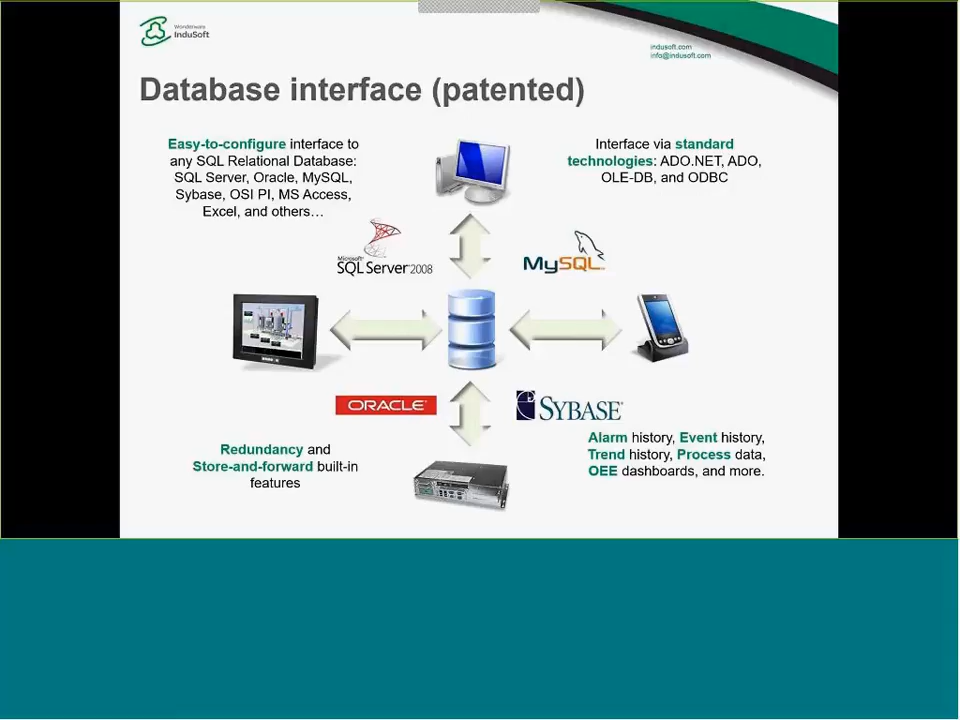 Wonderware
InduSoft
indusoft.com
info@indusoft.com
Database interface (patented)
Easy-to-configure interface to
any SQL Relational Database:
SQL Server, Oracle, MySQL,
Sybase, OSI PI, MS Access,
Excel, and others…
Interface via standard
technologies: ADO.NET, ADO,
OLE-DB, and ODBC
Microsoft
SQL Server 2008
MySQL
ORACLE
SYBASE
Redundancy and
Store-and-forward built-in
features
Alarm history, Event history,
Trend history, Process data,
OEE dashboards, and more.